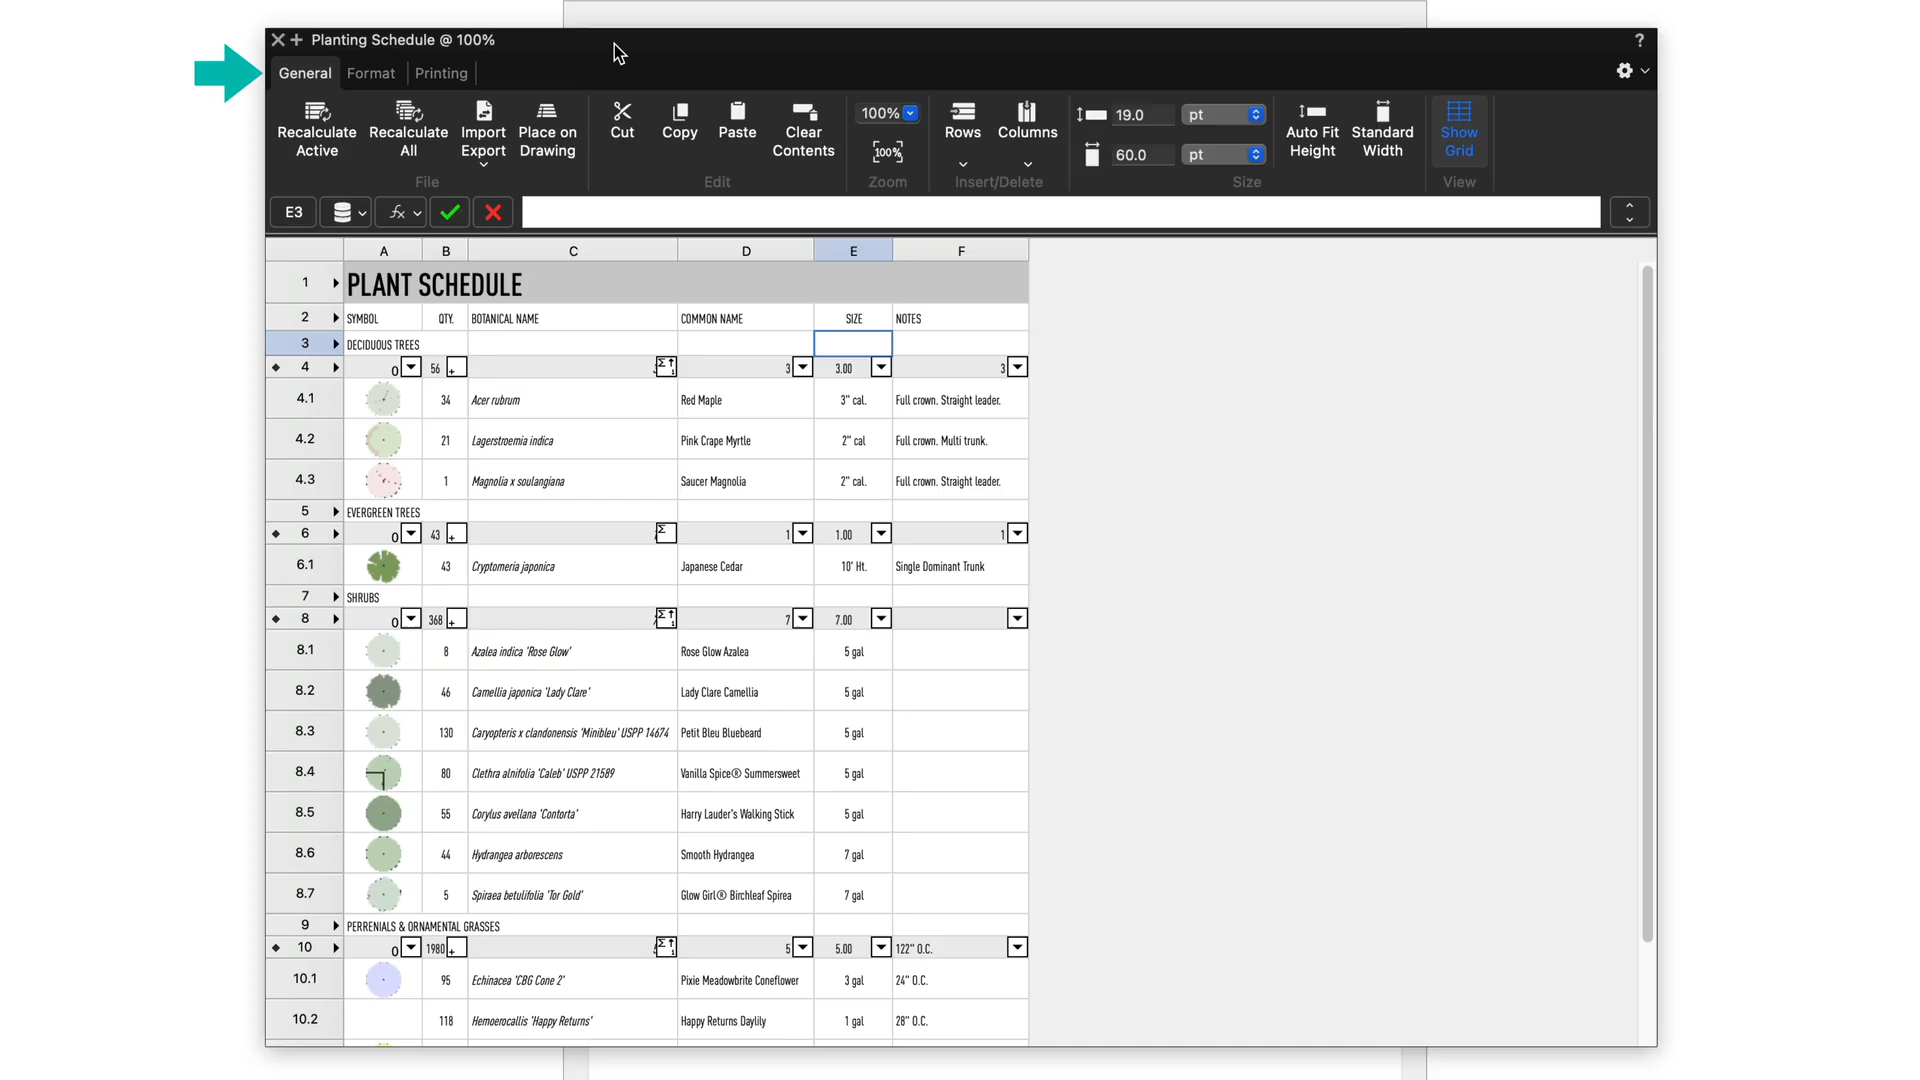 Planting Schedule @ 100%
?
General Format Printing
Recalculate Active
Recalculate All
Import Export
Place on Drawing
File
Cut
Copy
Paste
Clear Contents
Edit
100%
100%
Zoom
Rows
Columns
Insert/Delete
19.0 pt
60.0 pt
Auto Fit Height
Standard Width
Size
Show Grid
View
E3 fx
A B C D E F
1 PLANT SCHEDULE
2 SYMBOL QTY. BOTANICAL NAME COMMON NAME SIZE NOTES
3 DECIDUOUS TREES
4 0 56 3 3.00 3
4.1 34 Acer rubrum Red Maple 3" cal. Full crown. Straight leader.
4.2 21 Lagerstroemia indica Pink Crape Myrtle 2" cal Full crown. Multi trunk.
4.3 1 Magnolia x soulangiana Saucer Magnolia 2" cal. Full crown. Straight leader.
5 EVERGREEN TREES
6 0 43 1 1.00 1
6.1 43 Cryptomeria japonica Japanese Cedar 10' Ht. Single Dominant Trunk
7 SHRUBS
8 0 368 7 7.00
8.1 8 Azalea indica 'Rose Glow' Rose Glow Azalea 5 gal
8.2 46 Camellia japonica 'Lady Clare' Lady Clare Camellia 5 gal
8.3 130 Caryopteris x clandonensis 'Minibleu' USPP 14674 Petit Bleu Bluebeard 5 gal
8.4 80 Clethra alnifolia 'Caleb' USPP 21589 Vanilla Spice® Summersweet 5 gal
8.5 55 Corylus avellana 'Contorta' Harry Lauder's Walking Stick 5 gal
8.6 44 Hydrangea arborescens Smooth Hydrangea 7 gal
8.7 5 Spiraea betulifolia 'Tor Gold' Glow Girl® Birchleaf Spirea 7 gal
9 PERRENIALS & ORNAMENTAL GRASSES
10 0 1980 5 5.00 122" O.C.
10.1 95 Echinacea 'CBG Cone 2' Pixie Meadowbrite Coneflower 3 gal 24" O.C.
10.2 118 Hemoerocallis 'Happy Returns' Happy Returns Daylily 1 gal 28" O.C.